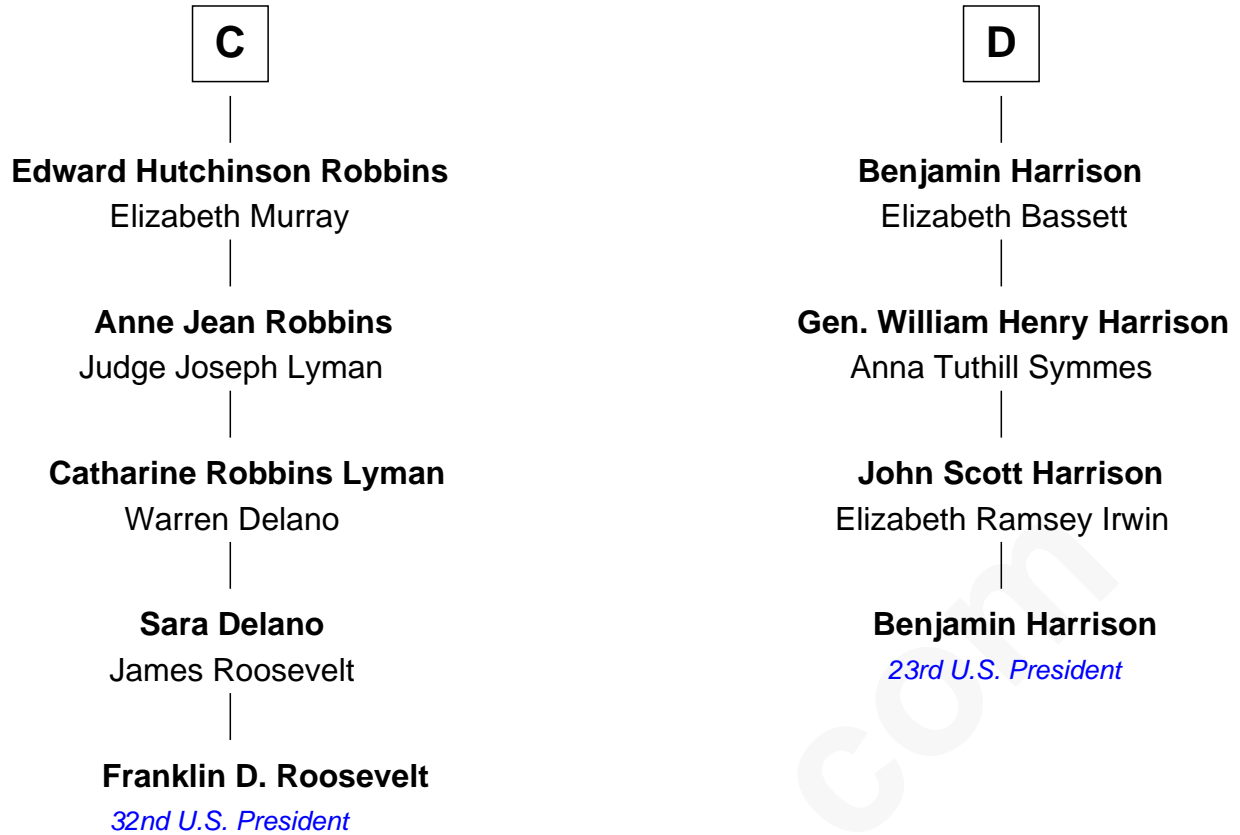 C
Edward Hutchinson Robbins
Elizabeth Murray
Anne Jean Robbins
Judge Joseph Lyman
Catharine Robbins Lyman
Warren Delano
Sara Delano
James Roosevelt
Franklin D. Roosevelt
32nd U.S. President
D
Benjamin Harrison
Elizabeth Bassett
Gen. William Henry Harrison
Anna Tuthill Symmes
John Scott Harrison
Elizabeth Ramsey Irwin
Benjamin Harrison
23rd U.S. President
com